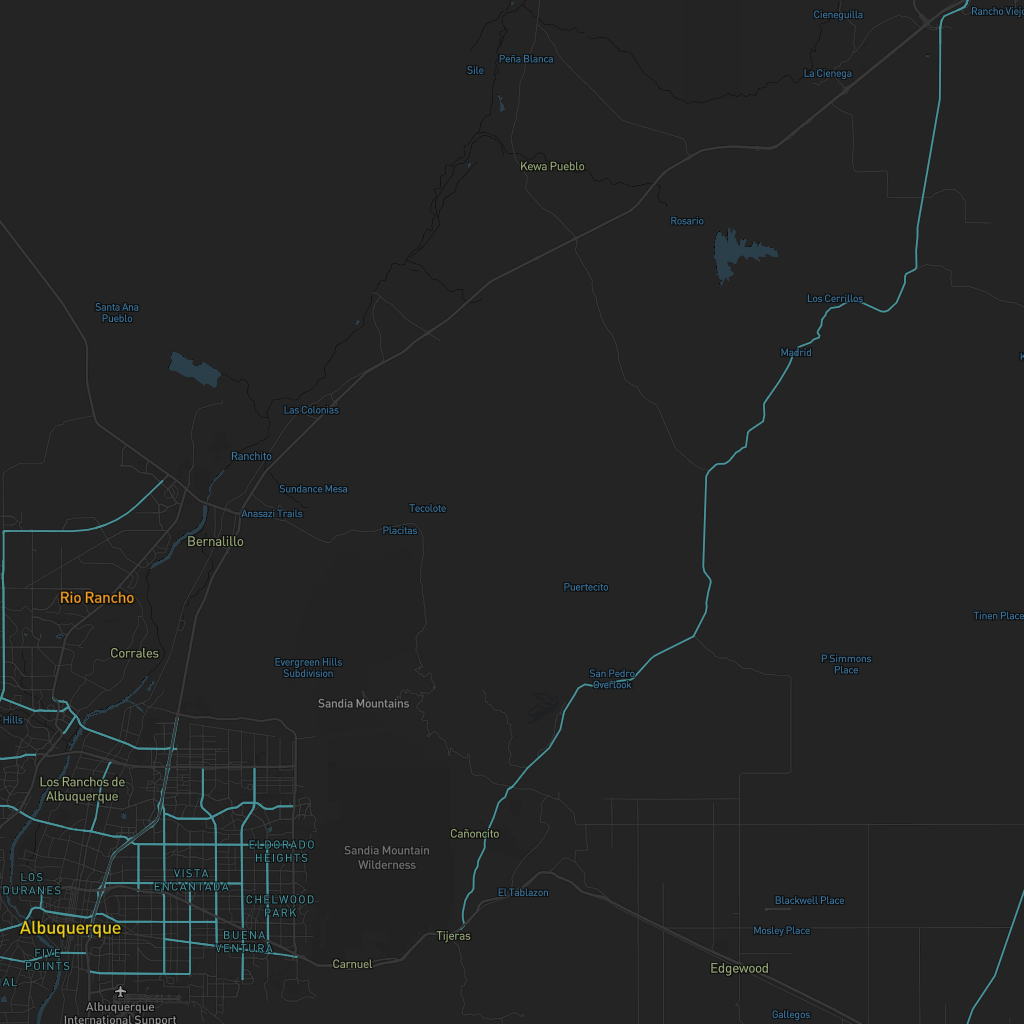 Cieneguilla
Rancho Viejo
Peña Blanca
Sile
La Cienega
Kewa Pueblo
Rosario
Santa Ana
Pueblo
Los Cerrillos
Madrid
Las Colonias
Ranchito
Sundance Mesa
Anasazi Trails
Tecolote
Placitas
Bernalillo
Puertecito
Rio Rancho
Tinen Place
Corrales
Evergreen Hills
Subdivision
P Simmons
Place
San Pedro
Overlook
Sandia Mountains
Hills
Los Ranchos de
Albuquerque
Cañoncito
ELDORADO
HEIGHTS
Sandia Mountain
Wilderness
VISTA
ENCANTADA
LOS
DURANES
El Tablazon
CHELWOOD
PARK
Blackwell Place
Albuquerque
Mosley Place
BUENA
VENTURA
Tijeras
FIVE
POINTS
Carnuel
Edgewood
Albuquerque
International Sunport
Gallegos